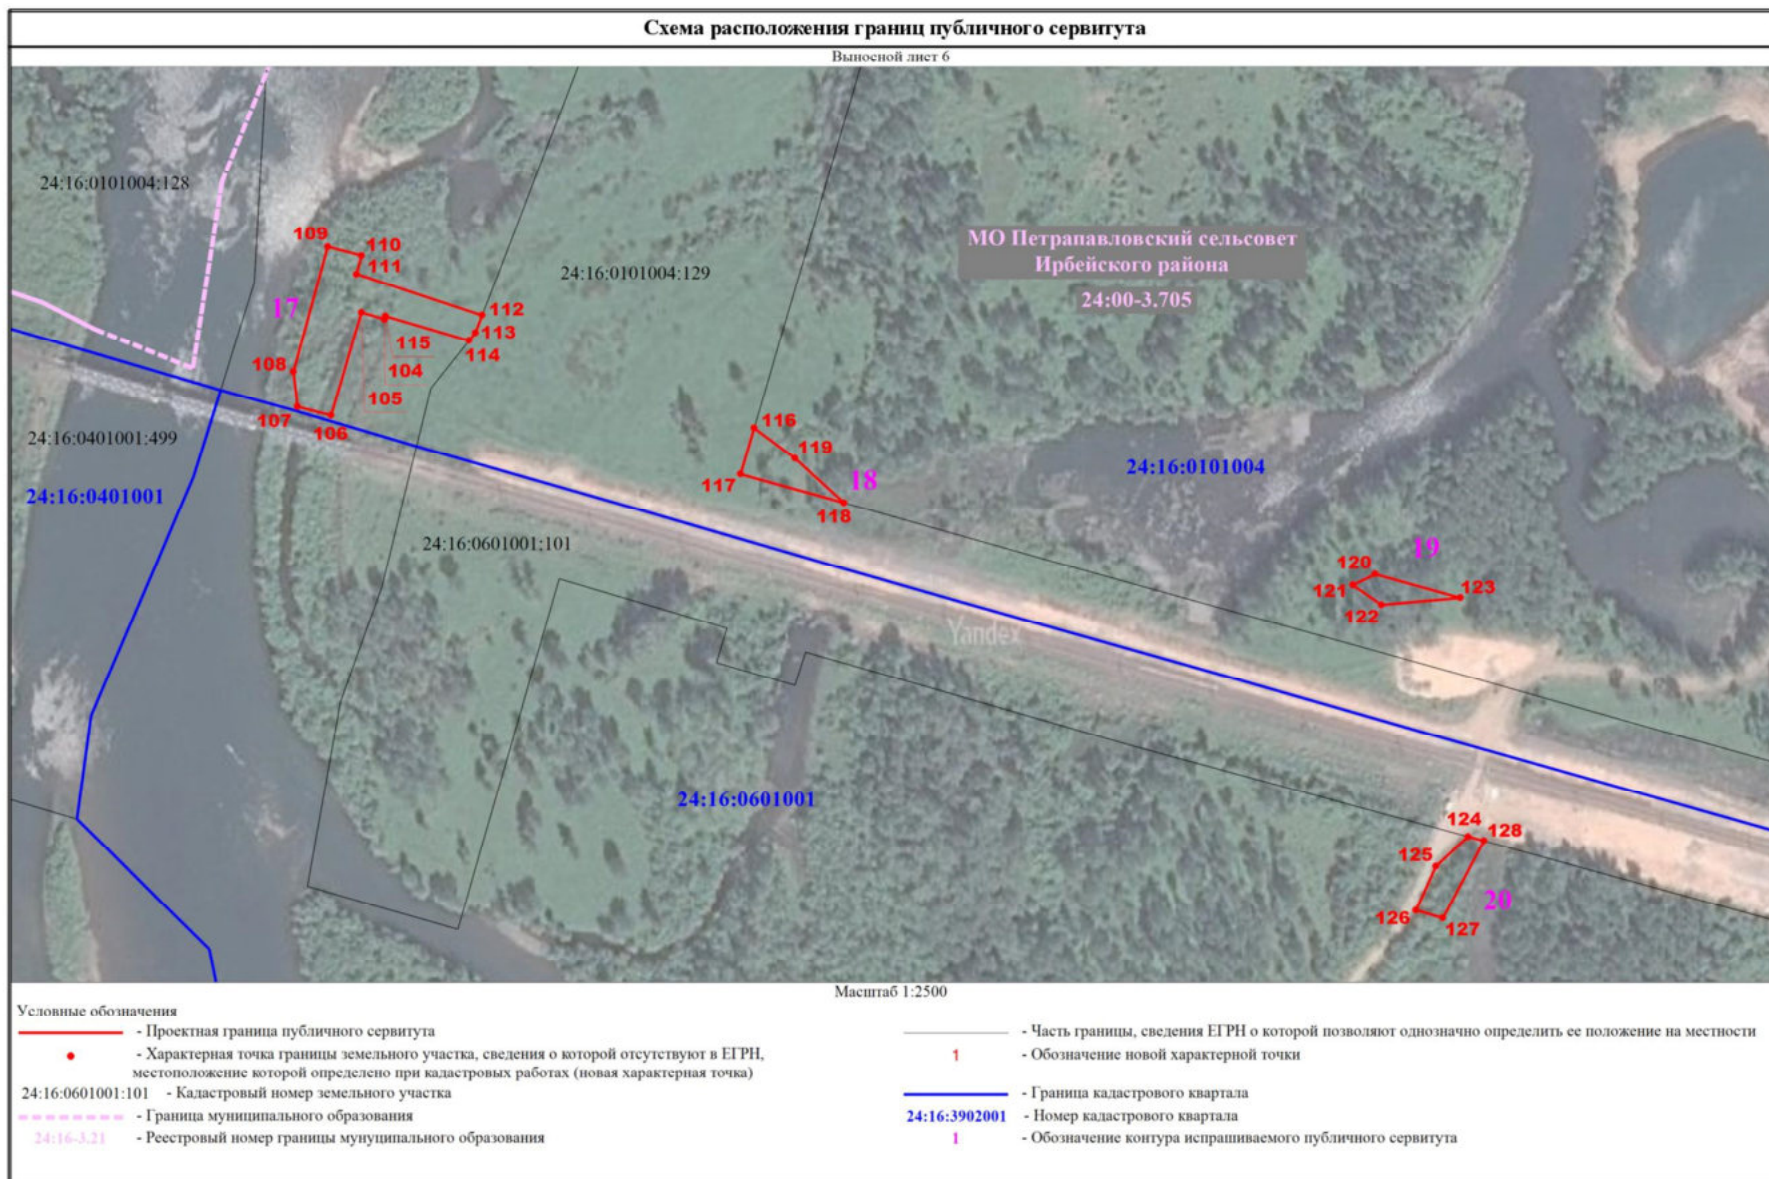 Схема расположения границ публичного сервитута
Выносной лист 6
24:16:0101004:128
109
110
111
17
24:16:0101004:129
112
113
114
115
104
105
108
107
106
МО Петрапавловский сельсовет
Ирбейского района
24:00-3.705
24:16:0401001:499
24:16:0401001
116
119
117
18
118
24:16:0101004
24:16:0601001:101
19
120
121
122
123
Yandex
24:16:0601001
124
128
125
126
127
20
Масштаб 1:2500
Условные обозначения
- Проектная граница публичного сервитута
- Характерная точка границы земельного участка, сведения о которой отсутствуют в ЕГРН,
местоположение которой определено при кадастровых работах (новая характерная точка)
24:16:0601001:101 - Кадастровый номер земельного участка
- Граница муниципального образования
24:16-3.21 - Реестровый номер границы мунуципального образования
- Часть границы, сведения ЕГРН о которой позволяют однозначно определить ее положение на местности
1 - Обозначение новой характерной точки
- Граница кадастрового квартала
24:16:3902001 - Номер кадастрового квартала
1 - Обозначение контура испрашиваемого публичного сервитута